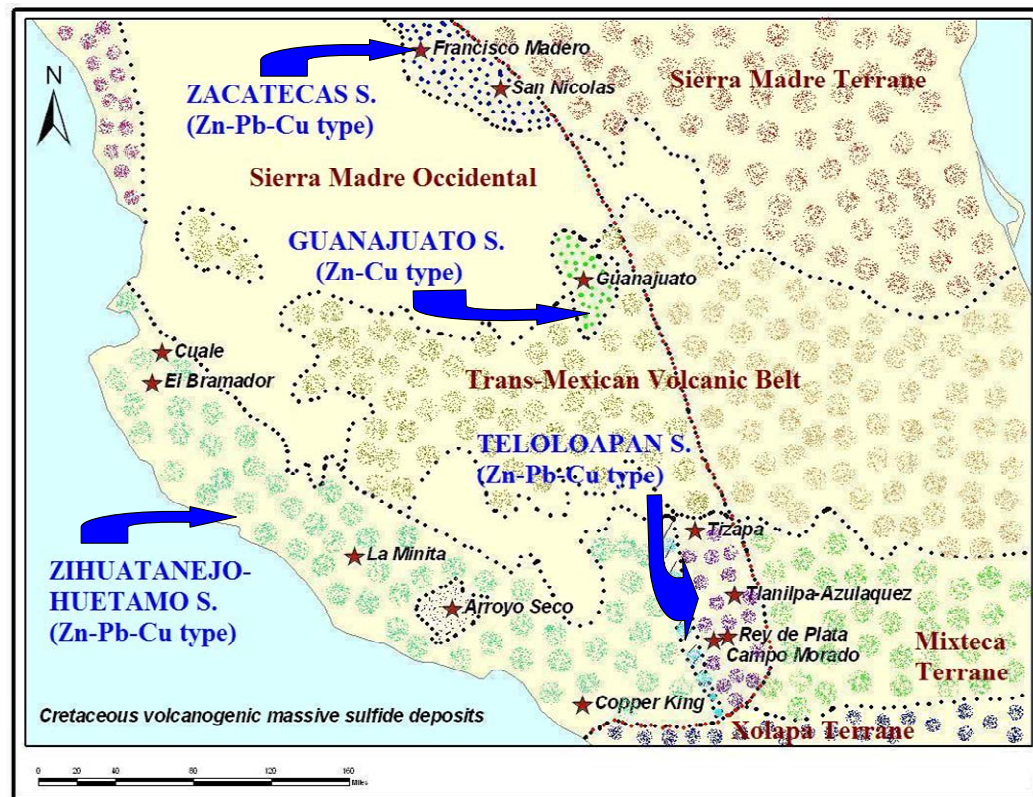 N
Francisco Madero
San Nicolas
ZACATECAS S.
(Zn-Pb-Cu type)
Sierra Madre Terrane
Sierra Madre Occidental
GUANAJUATO S.
(Zn-Cu type)
Guanajuato
Cuale
El Bramador
Trans-Mexican Volcanic Belt
TELOLOAPAN S.
(Zn-Pb-Cu type)
Tizapa
La Minita
ZIHUATANEJO-
HUETAMO S.
(Zn-Pb-Cu type)
Arroyo Seco
Tlanilpa-Azulaquez
Rey de Plata
Campo Morado
Mixteca
Terrane
Copper King
Cretaceous volcanogenic massive sulfide deposits
Xolapa Terrane
0 20 40 80 120 160
Miles